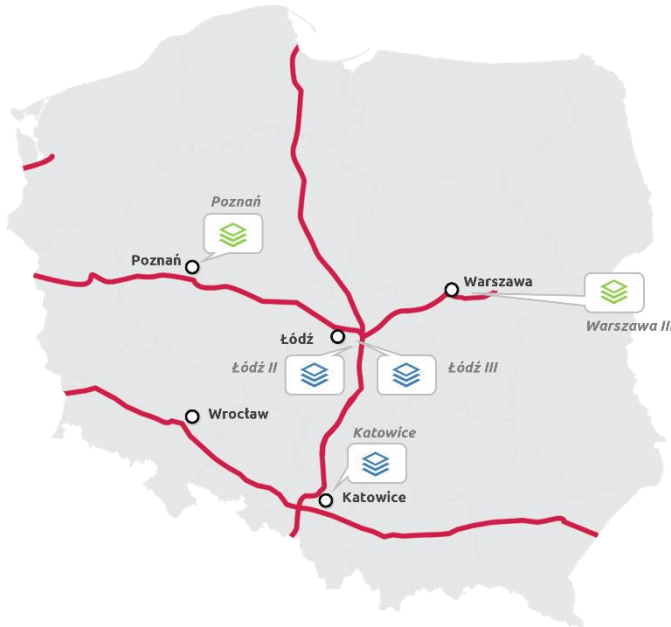 Poznań
Poznań
Warszawa
Warszawa III
Łódź
Łódź II
Łódź III
Wrocław
Katowice
Katowice